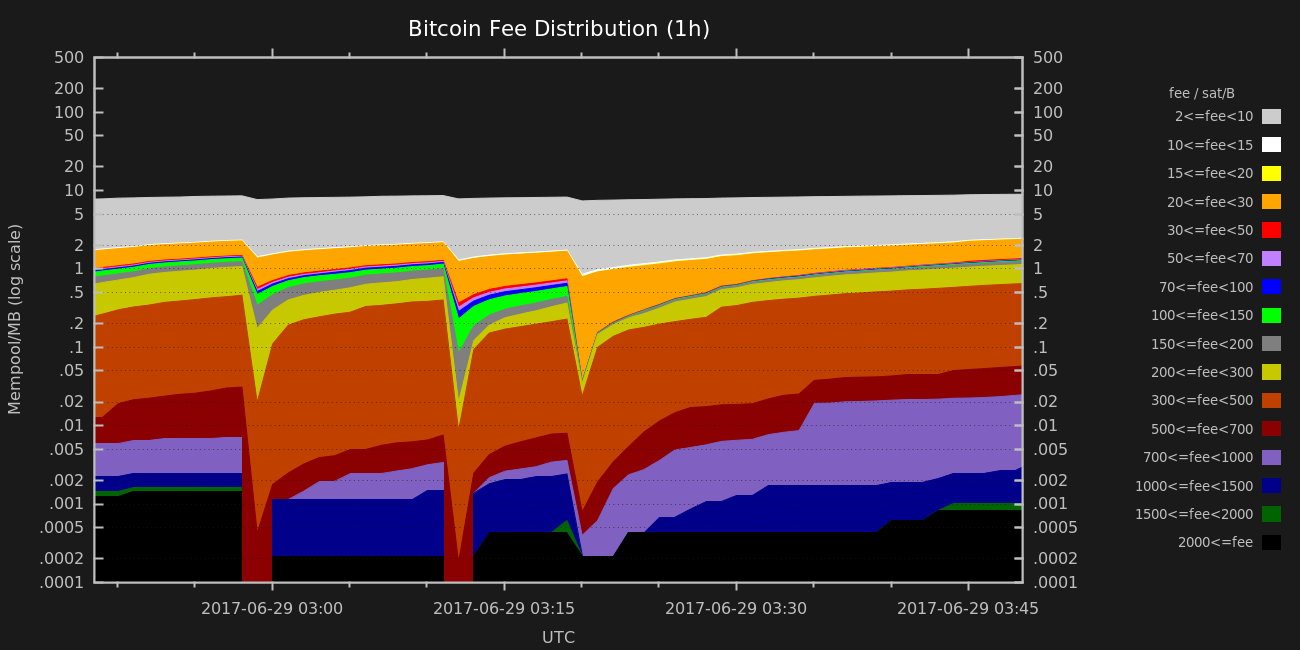 Bitcoin Fee Distribution (1h)
500 500
200 200
100 100
50 50
20 20
10 10
5 5
2 2
1 1
.5 .5
.2 .2
.1 .1
.05 .05
.02 .02
.01 .01
.005 .005
.002 .002
.001 .001
.0005 .0005
.0002 .0002
.0001 .0001
Mempool/MB (log scale)
2017-06-29 03:00 2017-06-29 03:15 2017-06-29 03:30 2017-06-29 03:45
UTC
fee / sat/B
2<=fee<10
10<=fee<15
15<=fee<20
20<=fee<30
30<=fee<50
50<=fee<70
70<=fee<100
100<=fee<150
150<=fee<200
200<=fee<300
300<=fee<500
500<=fee<700
700<=fee<1000
1000<=fee<1500
1500<=fee<2000
2000<=fee